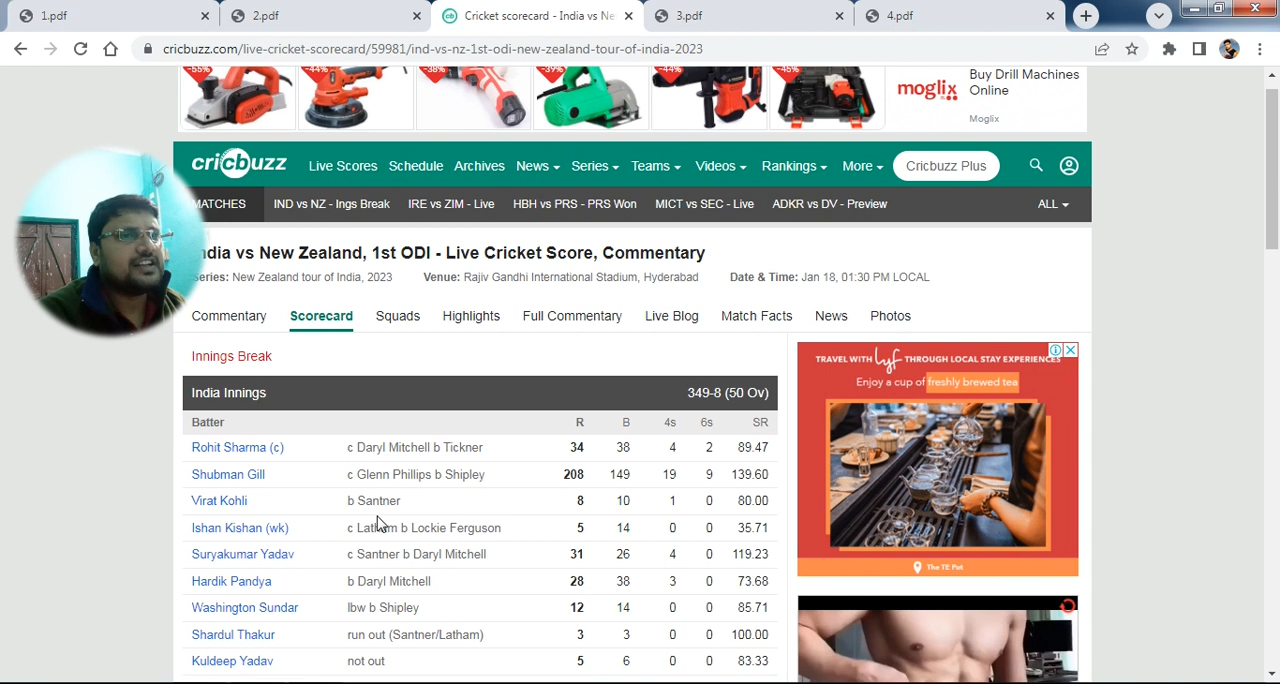 1.pdf
2.pdf
Cricket scorecard - India vs Ne
3.pdf
4.pdf
cricbuzz.com/live-cricket-scorecard/59981/ind-vs-nz-1st-odi-new-zealand-tour-of-india-2023
-55% -44% -38% -39% -44% -45%
moglix
Buy Drill Machines
Online
Moglix
cricbuzz Live Scores Schedule Archives News Series Teams Videos Rankings More Cricbuzz Plus
MATCHES IND vs NZ - Ings Break IRE vs ZIM - Live HBH vs PRS - PRS Won MICT vs SEC - Live ADKR vs DV - Preview ALL
India vs New Zealand, 1st ODI - Live Cricket Score, Commentary
Series: New Zealand tour of India, 2023 Venue: Rajiv Gandhi International Stadium, Hyderabad Date & Time: Jan 18, 01:30 PM LOCAL
Commentary Scorecard Squads Highlights Full Commentary Live Blog Match Facts News Photos
Innings Break
India Innings 349-8 (50 Ov)
Batter R B 4s 6s SR
Rohit Sharma (c) c Daryl Mitchell b Tickner 34 38 4 2 89.47
Shubman Gill c Glenn Phillips b Shipley 208 149 19 9 139.60
Virat Kohli b Santner 8 10 1 0 80.00
Ishan Kishan (wk) c Latham b Lockie Ferguson 5 14 0 0 35.71
Suryakumar Yadav c Santner b Daryl Mitchell 31 26 4 0 119.23
Hardik Pandya b Daryl Mitchell 28 38 3 0 73.68
Washington Sundar lbw b Shipley 12 14 0 0 85.71
Shardul Thakur run out (Santner/Latham) 3 3 0 0 100.00
Kuldeep Yadav not out 5 6 0 0 83.33
TRAVEL WITH lyf THROUGH LOCAL STAY EXPERIENCES
Enjoy a cup of freshly brewed tea
The TE Pot